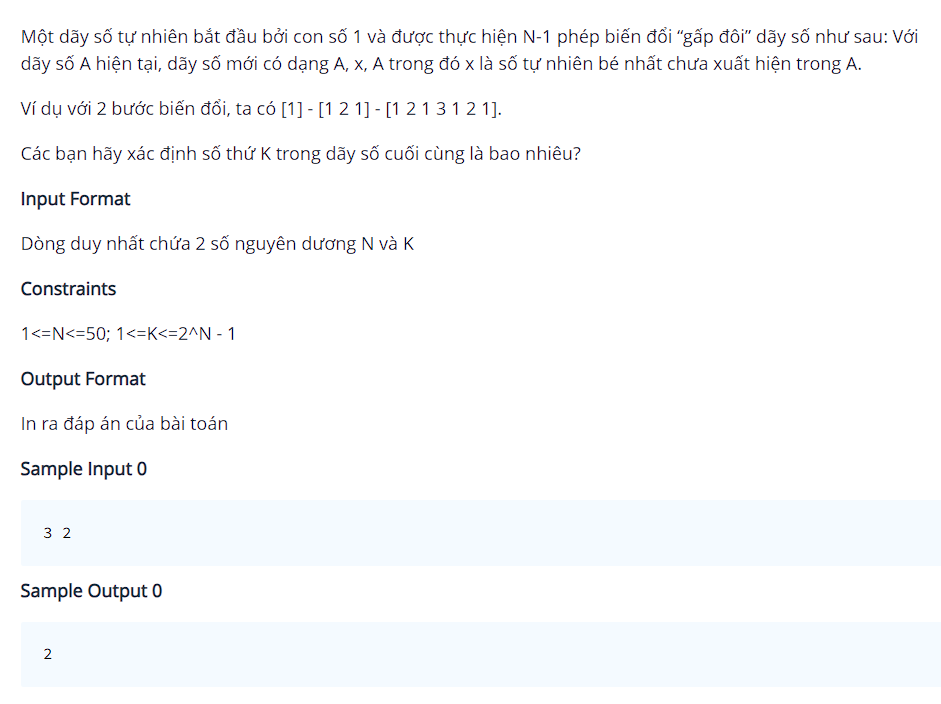 Một dãy số tự nhiên bắt đầu bởi con số 1 và được thực hiện N-1 phép biến đổi “gấp đôi” dãy số như sau: Với
dãy số A hiện tại, dãy số mới có dạng A, x, A trong đó x là số tự nhiên bé nhất chưa xuất hiện trong A.
Ví dụ với 2 bước biến đổi, ta có [1] - [1 2 1] - [1 2 1 3 1 2 1].
Các bạn hãy xác định số thứ K trong dãy số cuối cùng là bao nhiêu?
Input Format
Dòng duy nhất chứa 2 số nguyên dương N và K
Constraints
1<=N<=50; 1<=K<=2^N - 1
Output Format
In ra đáp án của bài toán
Sample Input 0
3 2
Sample Output 0
2